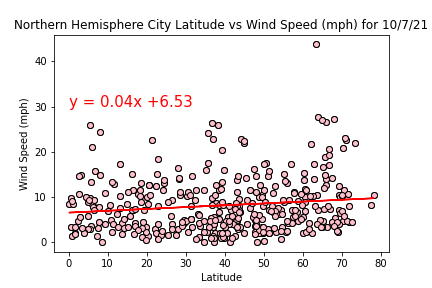 Northern Hemisphere City Latitude vs Wind Speed (mph) for 10/7/21
Wind Speed (mph)
40
30
20
10
0
y = 0.04x +6.53
0 10 20 30 40 50 60 70 80
Latitude